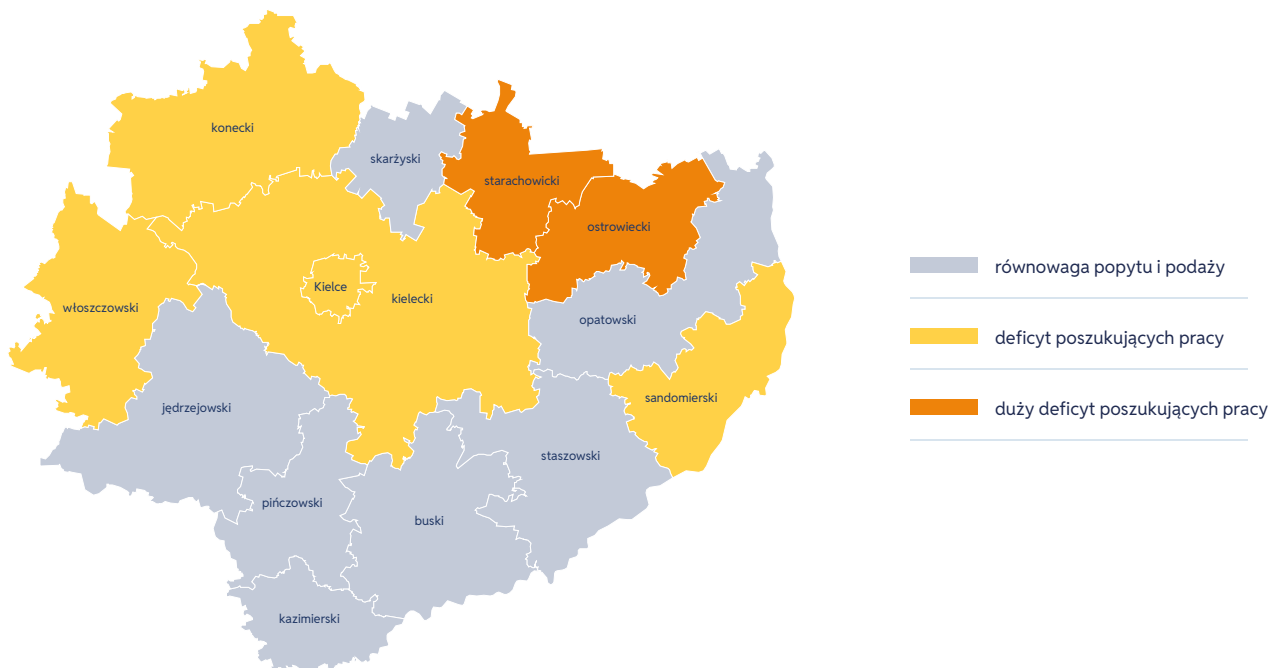 konecki
skarżyski
starachowicki
ostrowiecki
równowaga popytu i podaży
Kielce
kielecki
włoszczowski
opatowski
deficyt poszukujących pracy
sandomierski
jędrzejowski
duży deficyt poszukujących pracy
staszowski
pińczowski
buski
kazimierski